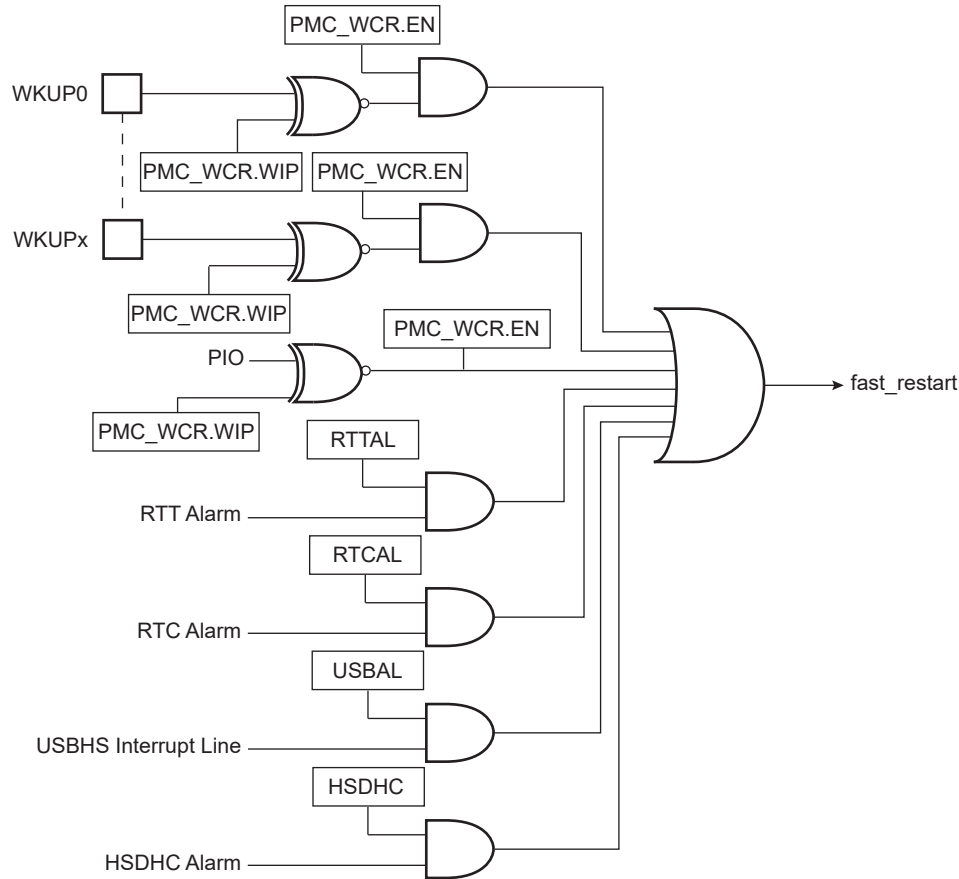 PMC_WCR.EN
WKUP0
PMC_WCR.WIP
PMC_WCR.EN
WKUPx
PMC_WCR.WIP
PMC_WCR.EN
PIO
fast_restart
PMC_WCR.WIP
RTTAL
RTT Alarm
RTCAL
RTC Alarm
USBAL
USBHS Interrupt Line
HSDHC
HSDHC Alarm